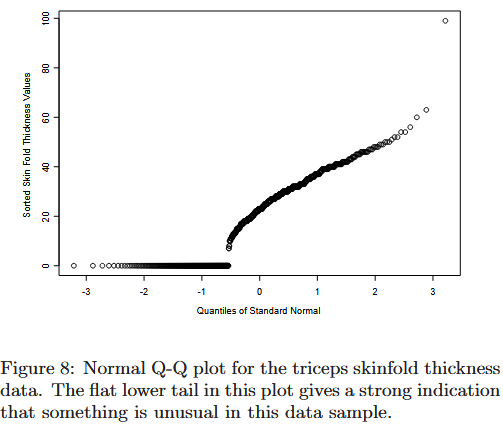 100
80
60
40
20
0
Sorted Skin Fold Thickness Values
-3 -2 -1 0 1 2 3
Quantiles of Standard Normal
Figure 8: Normal Q-Q plot for the triceps skinfold thickness
data. The flat lower tail in this plot gives a strong indication
that something is unusual in this data sample.